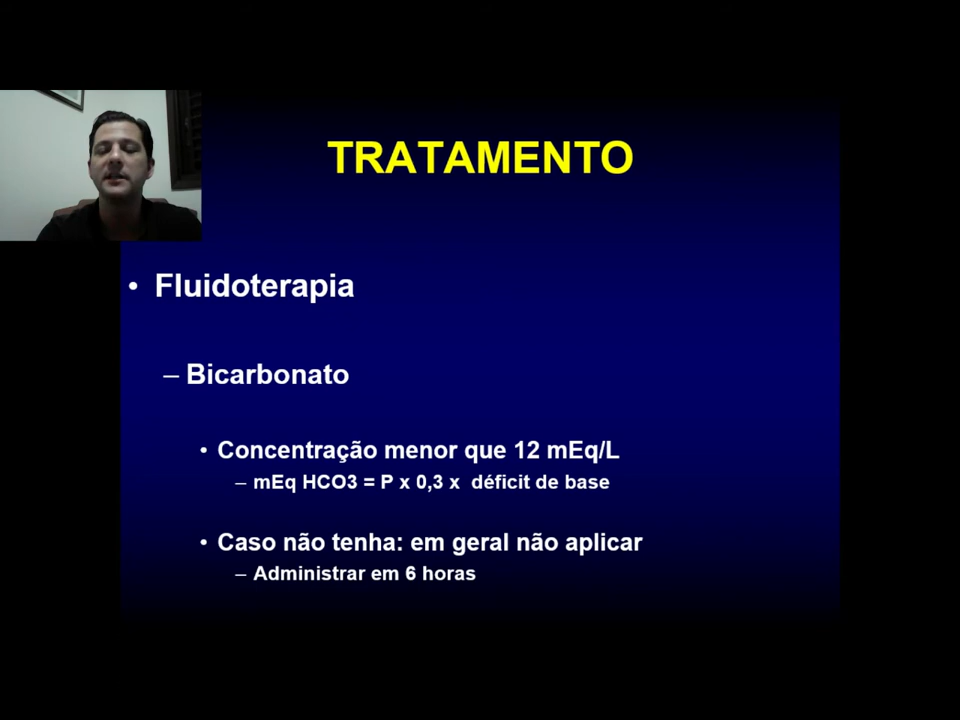 TRATAMENTO
• Fluidoterapia
– Bicarbonato
• Concentração menor que 12 mEq/L
– mEq HCO3 = P x 0,3 x déficit de base
• Caso não tenha: em geral não aplicar
– Administrar em 6 horas